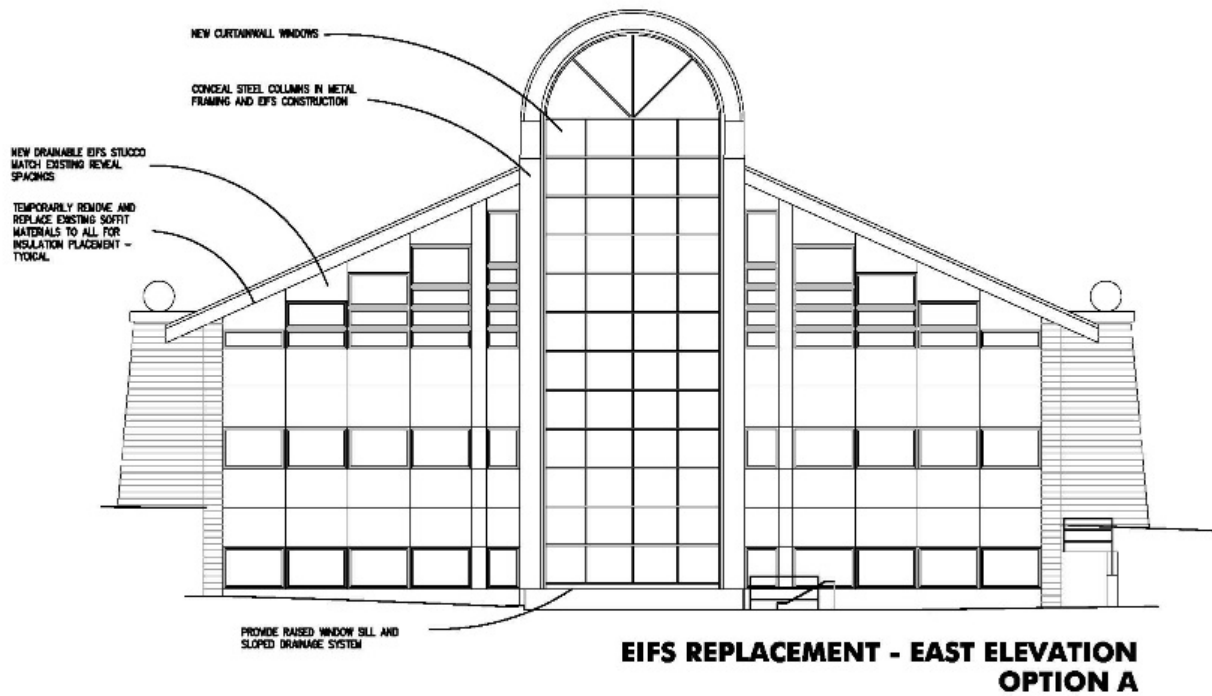 NEW CURTAINWALL WINDOWS
CONCEAL STEEL COLUMNS IN METAL
FRAMING AND EIFS CONSTRUCTION
NEW DRAINABLE EIFS STUCCO
MATCH EXISTING REVEAL
SPACINGS
TEMPORARILY REMOVE AND
REPLACE EXISTING SOFFIT
MATERIALS TO ALL FOR
INSULATION PLACEMENT -
TYOICAL
PROVIDE RAISED WINDOW SILL AND
SLOPED DRAINAGE SYSTEM
EIFS REPLACEMENT - EAST ELEVATION
OPTION A